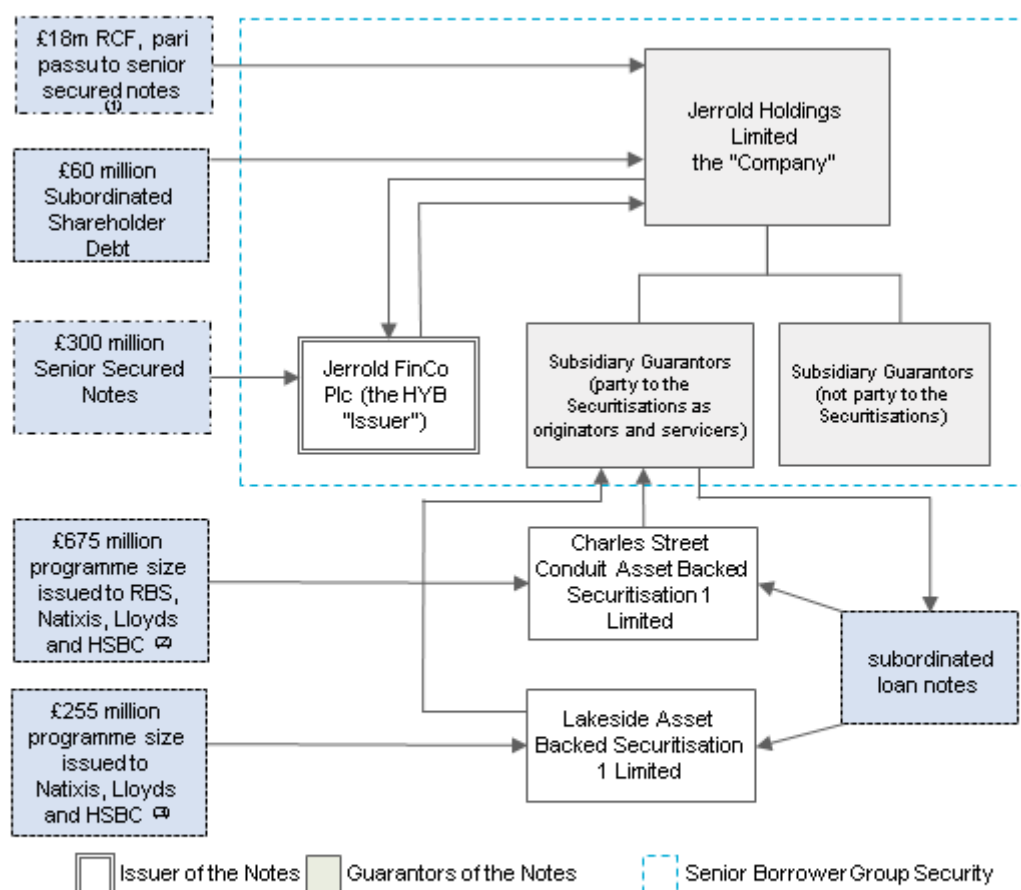 £18m RCF, pari
passu to senior
secured notes
(1)
£60 million
Subordinated
Shareholder
Debt
£300 million
Senior Secured
Notes
£675 million
programme size
issued to RBS,
Natixis, Lloyds
and HSBC
£255 million
programme size
issued to
Natixis, Lloyds
and HSBC
Jerrold Holdings
Limited
the "Company"
Jerrold FinCo
Plc (the HYB
"Issuer")
Subsidiary Guarantors
(party to the
Securitisations as
originators and servicers)
Subsidiary Guarantors
(not party to the
Securitisations)
Charles Street
Conduit Asset Backed
Securitisation 1
Limited
Lakeside Asset
Backed Securitisation
1 Limited
subordinated
loan notes
Issuer of the Notes
Guarantors of the Notes
Senior Borrower Group Security